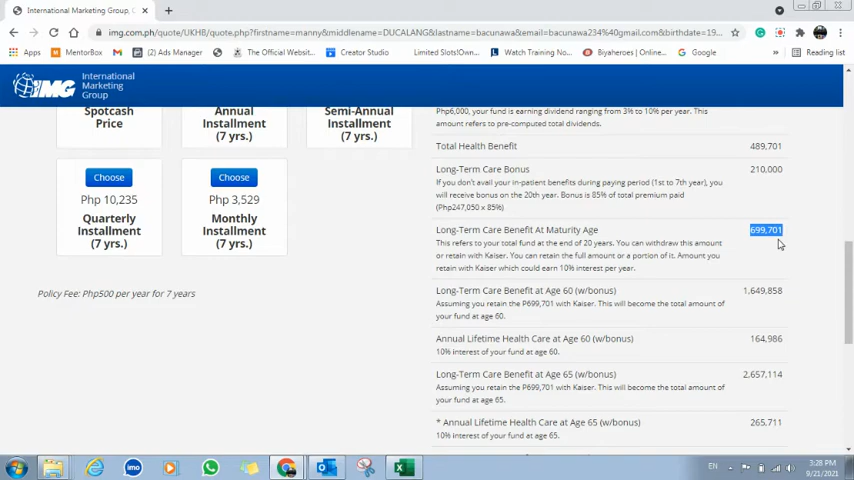 International Marketing Group, C
img.com.ph/quote/UKHB/quote.php?firstname=manny&middlename=DUCALANG&lastname=bacunawa&email=bacunawa234%40gmail.com&birthdate=19...
Apps
MentorBox
M
(2) Ads Manager
The Official Website...
Creator Studio
Limited Slots!Own...
Watch Training No...
Biyaheroes | Online...
Google
Reading list
IMG
International
Marketing
Group
Spotcash
Price
Annual
Installment
(7 yrs.)
Semi-Annual
Installment
(7 yrs.)
Choose
Php 10,235
Quarterly
Installment
(7 yrs.)
Choose
Php 3,529
Monthly
Installment
(7 yrs.)
Policy Fee: Php500 per year for 7 years
Php6,000, your fund is earning dividend ranging from 3% to 10% per year. This
amount refers to pre-computed total dividends.
Total Health Benefit 489,701
Long-Term Care Bonus 210,000
If you don't avail your in-patient benefits during paying period (1st to 7th year), you
will receive bonus on the 20th year. Bonus is 85% of total premium paid
(Php247,050 x 85%)
Long-Term Care Benefit At Maturity Age 699,701
This refers to your total fund at the end of 20 years. You can withdraw this amount
or retain with Kaiser. You can retain the full amount or a portion of it. Amount you
retain with Kaiser which could earn 10% interest per year.
Long-Term Care Benefit at Age 60 (w/bonus) 1,649,858
Assuming you retain the P699,701 with Kaiser. This will become the total amount of
your fund at age 60.
Annual Lifetime Health Care at Age 60 (w/bonus) 164,986
10% interest of your fund at age 60.
Long-Term Care Benefit at Age 65 (w/bonus) 2,657,114
Assuming you retain the P699,701 with Kaiser. This will become the total amount of
your fund at age 65.
* Annual Lifetime Health Care at Age 65 (w/bonus) 265,711
10% interest of your fund at age 65.
imo
EN
3:28 PM
9/21/2021